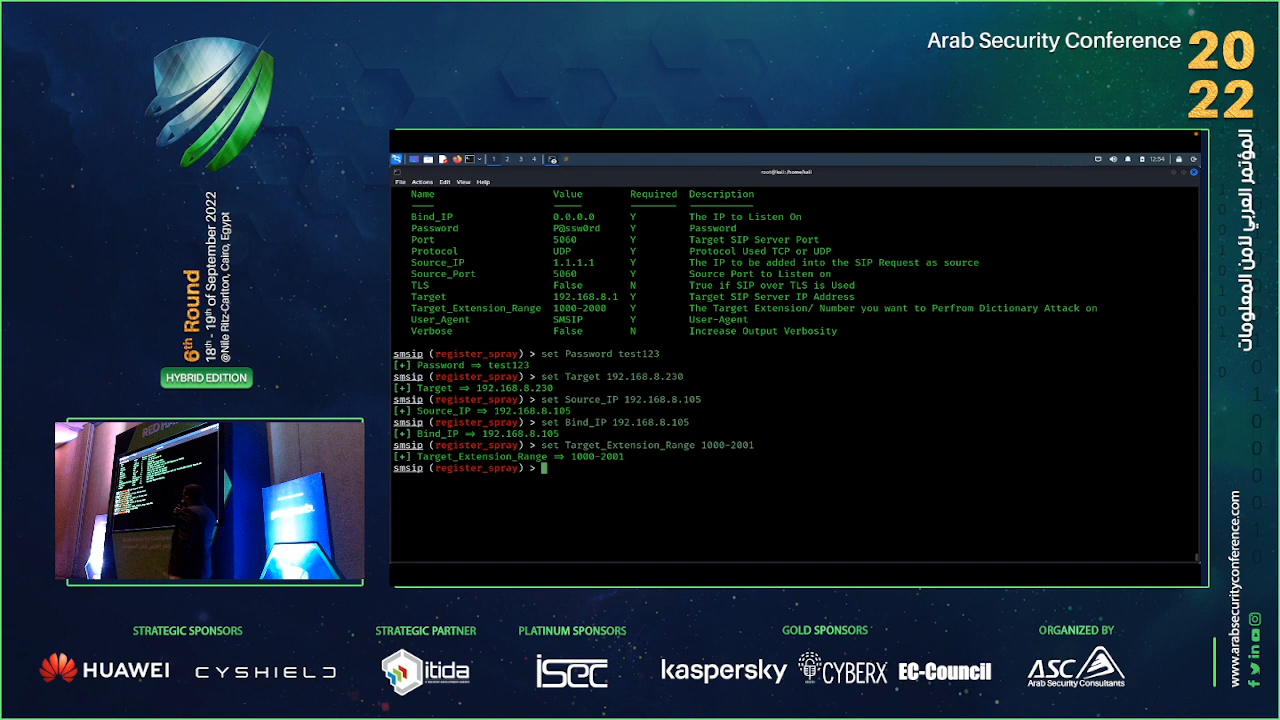 Arab Security Conference
20
22
المؤتمر العربي لأمن المعلومات
6th Round
18th - 19th of September 2022
@Nile Ritz-Carlton, Cairo, Egypt
HYBRID EDITION
1 2 3 4
12:54
root@kali:/home/kali
File Actions Edit View Help
Name Value Required Description
Bind_IP 0.0.0.0 Y The IP to Listen On
Password P@ssw0rd Y Password
Port 5060 Y Target SIP Server Port
Protocol UDP Y Protocol Used TCP or UDP
Source_IP 1.1.1.1 Y The IP to be added into the SIP Request as source
Source_Port 5060 Y Source Port to Listen on
TLS False N True if SIP over TLS is Used
Target 192.168.8.1 Y Target SIP Server IP Address
Target_Extension_Range 1000-2000 Y The Target Extension/ Number you want to Perfrom Dictionary Attack on
User_Agent SMSIP Y User-Agent
Verbose False N Increase Output Verbosity
smsip (register_spray) > set Password test123
[+] Password => test123
smsip (register_spray) > set Target 192.168.8.230
[+] Target => 192.168.8.230
smsip (register_spray) > set Source_IP 192.168.8.105
[+] Source_IP => 192.168.8.105
smsip (register_spray) > set Bind_IP 192.168.8.105
[+] Bind_IP => 192.168.8.105
smsip (register_spray) > set Target_Extension_Range 1000-2001
[+] Target_Extension_Range => 1000-2001
smsip (register_spray) >
www.arabsecurityconference.com
STRATEGIC SPONSORS
HUAWEI
CYSHIELD
STRATEGIC PARTNER
itida
PLATINUM SPONSORS
isec
GOLD SPONSORS
kaspersky
CYBERX
EC-Council
ORGANIZED BY
ASC
Arab Security Consultants